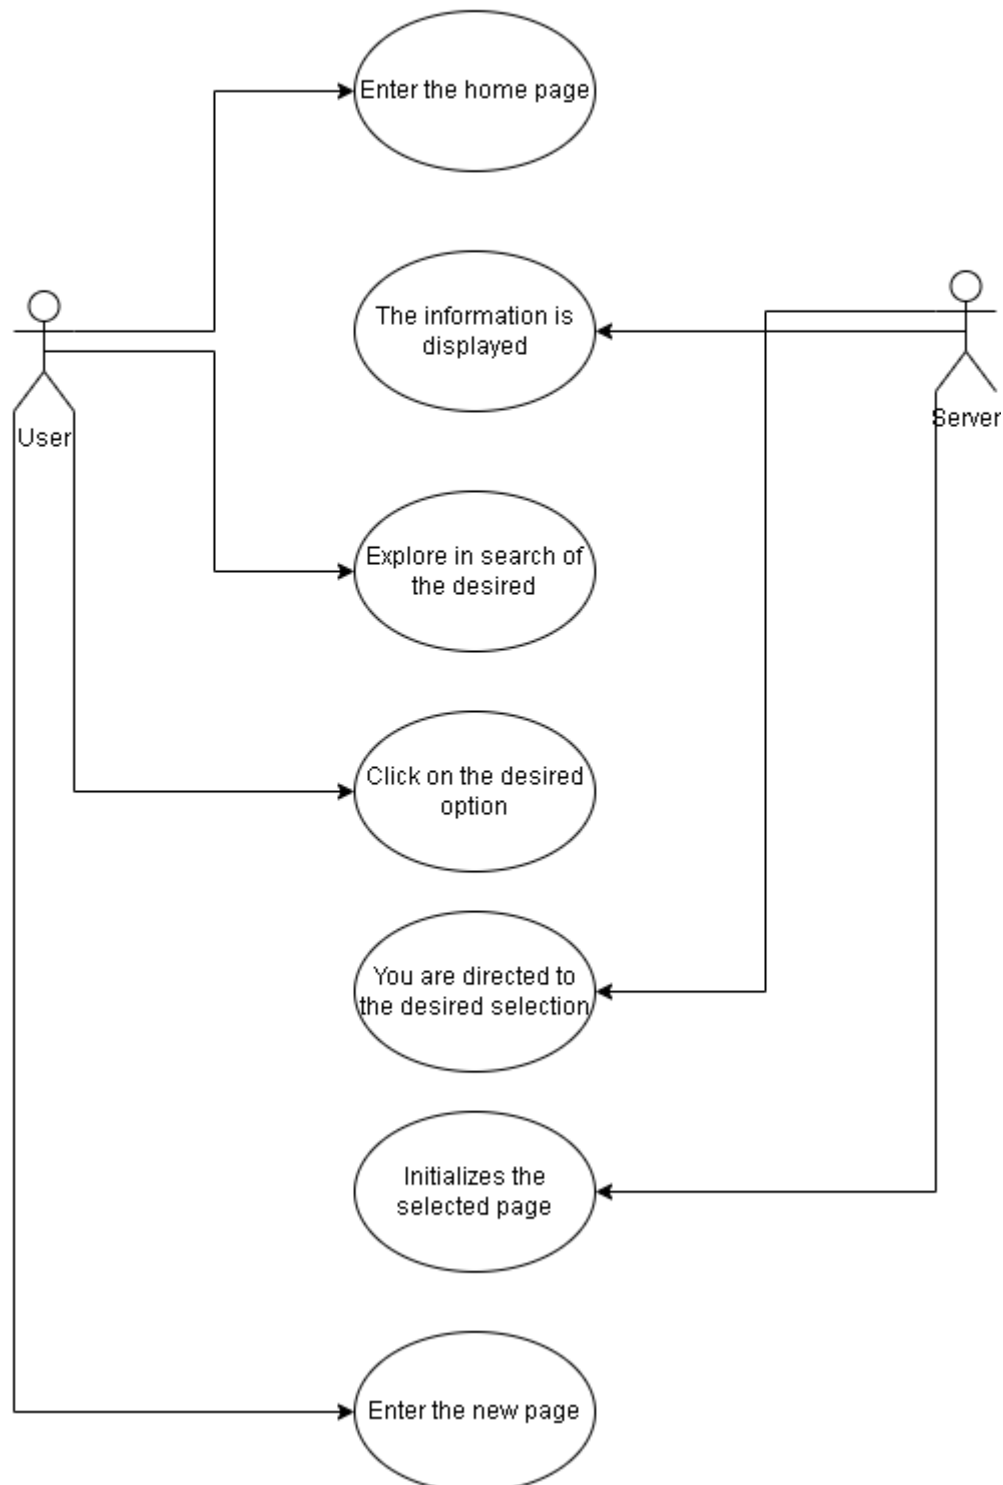 Enter the home page
The information is
displayed
User
Server
Explore in search of
the desired
Click on the desired
option
You are directed to
the desired selection
Initializes the
selected page
Enter the new page